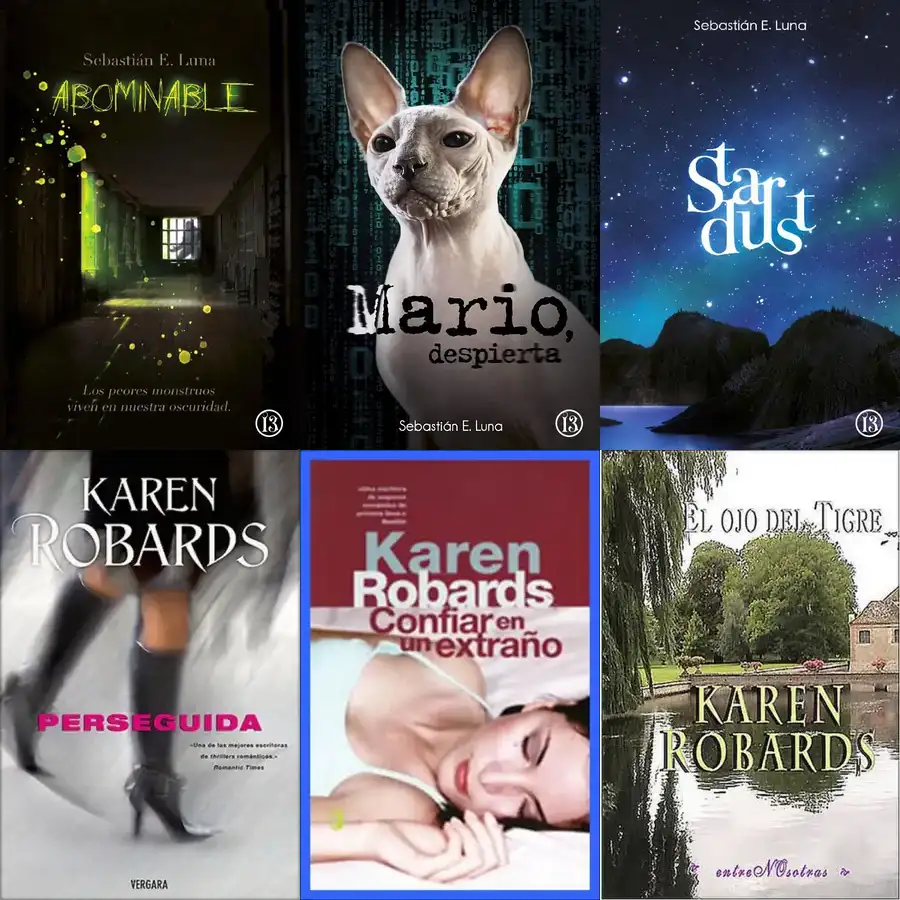 Sebastián E. Luna
ABOMINABLE
Los peores monstruos
viven en nuestra oscuridad.
13
Mario,
despierta
Sebastián E. Luna
13
Sebastián E. Luna
Star
dust
13
KAREN
ROBARDS
PERSEGUIDA
«Una de las mejores escritoras
de thrillers románticos.»
Romantic Times
VERGARA
Karen
Robards
Confiar en
un extraño
EL OJO DEL TIGRE
KAREN
ROBARDS
entreNOsotras